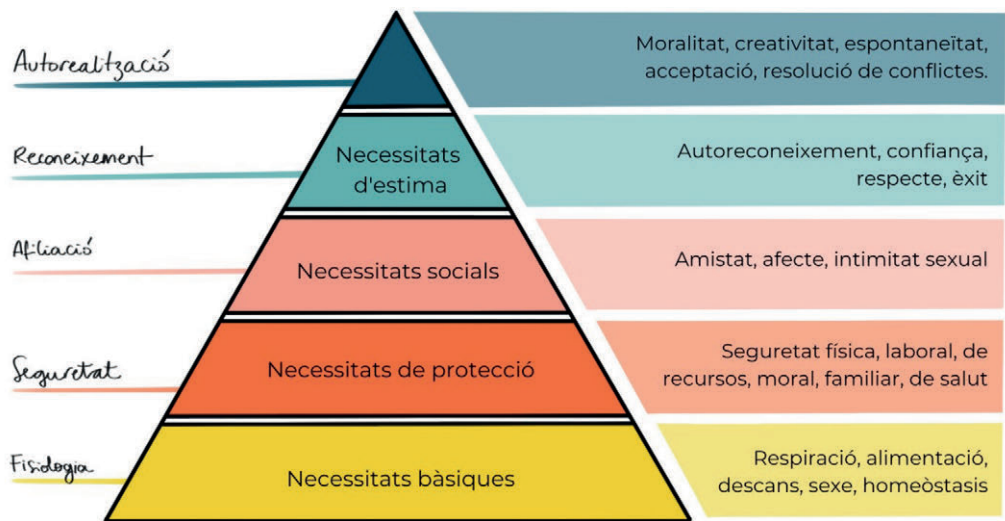 Autorealització
Moralitat, creativitat, espontaneïtat,
acceptació, resolució de conflictes.
Reconeixement
Necessitats
d'estima
Autoreconeixement, confiança,
respecte, èxit
Afiliació
Necessitats socials
Amistat, afecte, intimitat sexual
Seguretat
Necessitats de protecció
Seguretat física, laboral, de
recursos, moral, familiar, de salut
Fisiologia
Necessitats bàsiques
Respiració, alimentació,
descans, sexe, homeòstasis